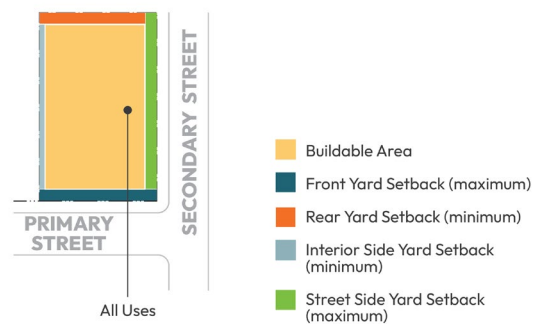 SECONDARY STREET
PRIMARY
STREET
All Uses
Buildable Area
Front Yard Setback (maximum)
Rear Yard Setback (minimum)
Interior Side Yard Setback
(minimum)
Street Side Yard Setback
(maximum)